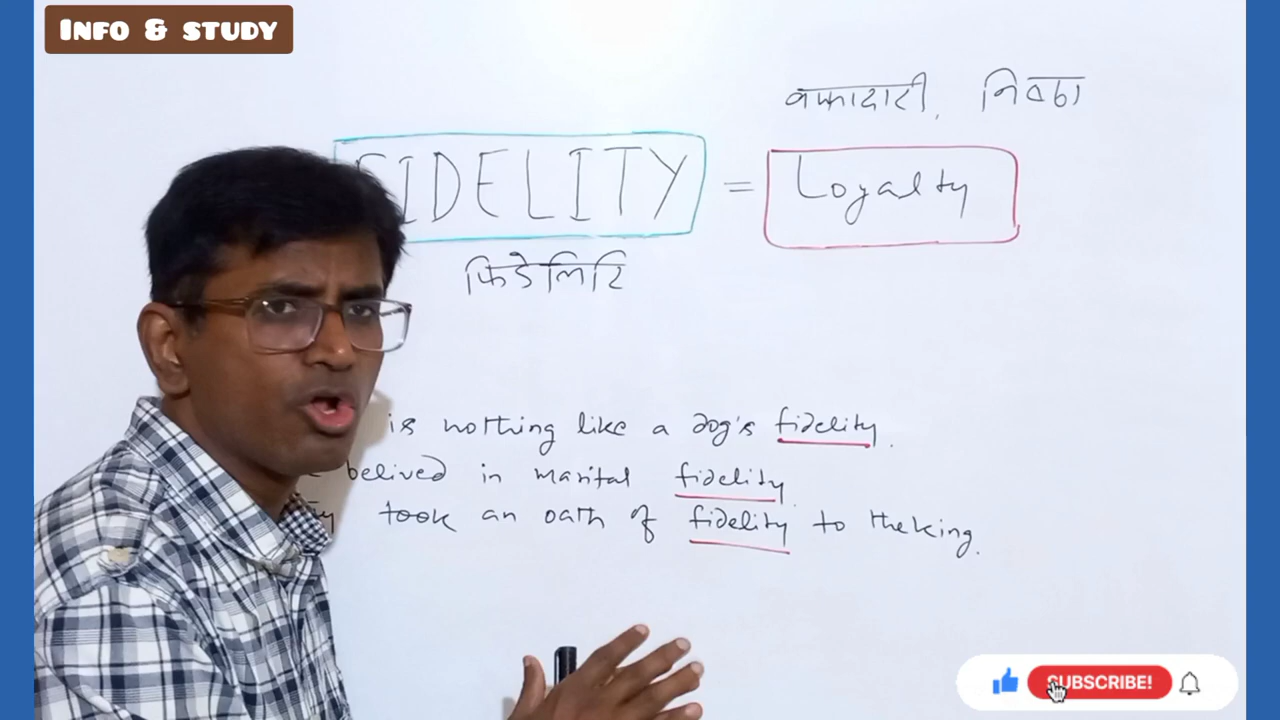 INFO & STUDY
वफादारी, निष्ठा
FIDELITY = Loyalty
फिडेलिटि
is nothing like a dog's fidelity.
belived in marital fidelity
took an oath of fidelity to the king.
SUBSCRIBE!